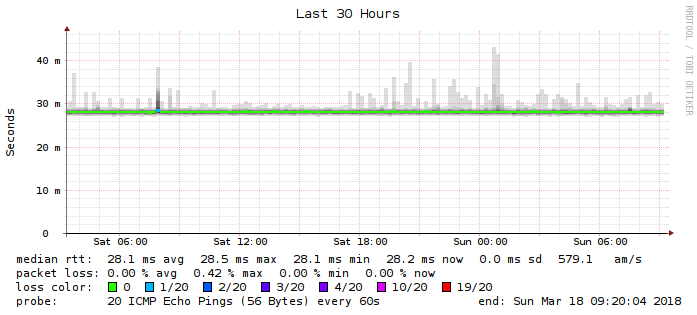 Last 30 Hours
RRDTOOL / TOBI OETIKER
Seconds
40 m
30 m
20 m
10 m
0
Sat 06:00 Sat 12:00 Sat 18:00 Sun 00:00 Sun 06:00
median rtt: 28.1 ms avg 28.5 ms max 28.1 ms min 28.2 ms now 0.0 ms sd 579.1 am/s
packet loss: 0.00 % avg 0.42 % max 0.00 % min 0.00 % now
loss color: 0 1/20 2/20 3/20 4/20 10/20 19/20
probe: 20 ICMP Echo Pings (56 Bytes) every 60s end: Sun Mar 18 09:20:04 2018